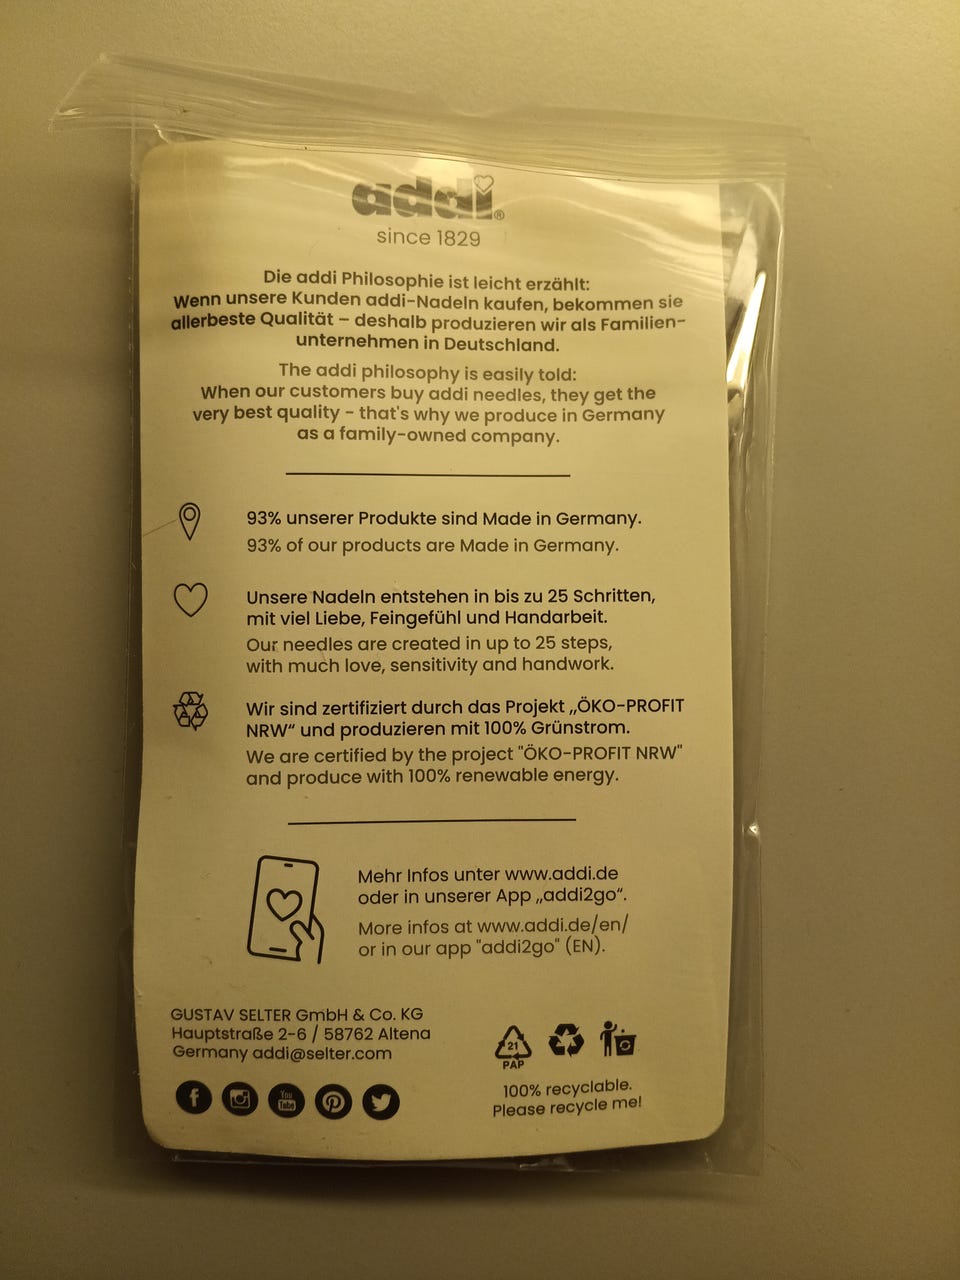 addi®
since 1829
Die addi Philosophie ist leicht erzählt:
Wenn unsere Kunden addi-Nadeln kaufen, bekommen sie
allerbeste Qualität – deshalb produzieren wir als Familien-
unternehmen in Deutschland.
The addi philosophy is easily told:
When our customers buy addi needles, they get the
very best quality - that's why we produce in Germany
as a family-owned company.
93% unserer Produkte sind Made in Germany.
93% of our products are Made in Germany.
Unsere Nadeln entstehen in bis zu 25 Schritten,
mit viel Liebe, Feingefühl und Handarbeit.
Our needles are created in up to 25 steps,
with much love, sensitivity and handwork.
Wir sind zertifiziert durch das Projekt „ÖKO-PROFIT
NRW“ und produzieren mit 100% Grünstrom.
We are certified by the project "ÖKO-PROFIT NRW"
and produce with 100% renewable energy.
Mehr Infos unter www.addi.de
oder in unserer App „addi2go“.
More infos at www.addi.de/en/
or in our app "addi2go" (EN).
GUSTAV SELTER GmbH & Co. KG
Hauptstraße 2-6 / 58762 Altena
Germany addi@selter.com
You
Tube
21
PAP
100% recyclable.
Please recycle me!